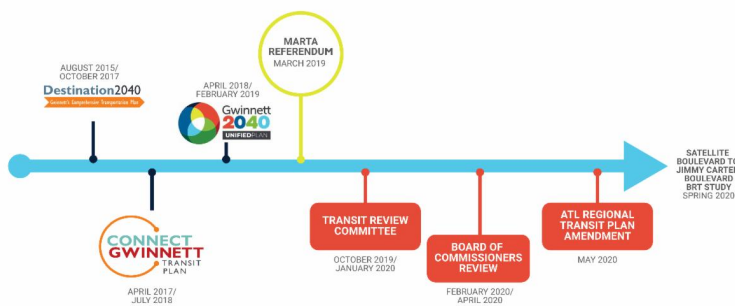 AUGUST 2015/
OCTOBER 2017
Destination2040
Gwinnett's Comprehensive Transportation Plan
APRIL 2018/
FEBRUARY 2019
Gwinnett
2040
UNIFIEDPLAN
MARTA
REFERENDUM
MARCH 2019
SATELLITE
BOULEVARD TO
JIMMY CARTER
BOULEVARD
BRT STUDY
SPRING 2020
CONNECT
GWINNETT
TRANSIT
PLAN
APRIL 2017/
JULY 2018
TRANSIT REVIEW
COMMITTEE
OCTOBER 2019/
JANUARY 2020
BOARD OF
COMMISSIONERS
REVIEW
FEBRUARY 2020/
APRIL 2020
ATL REGIONAL
TRANSIT PLAN
AMENDMENT
MAY 2020